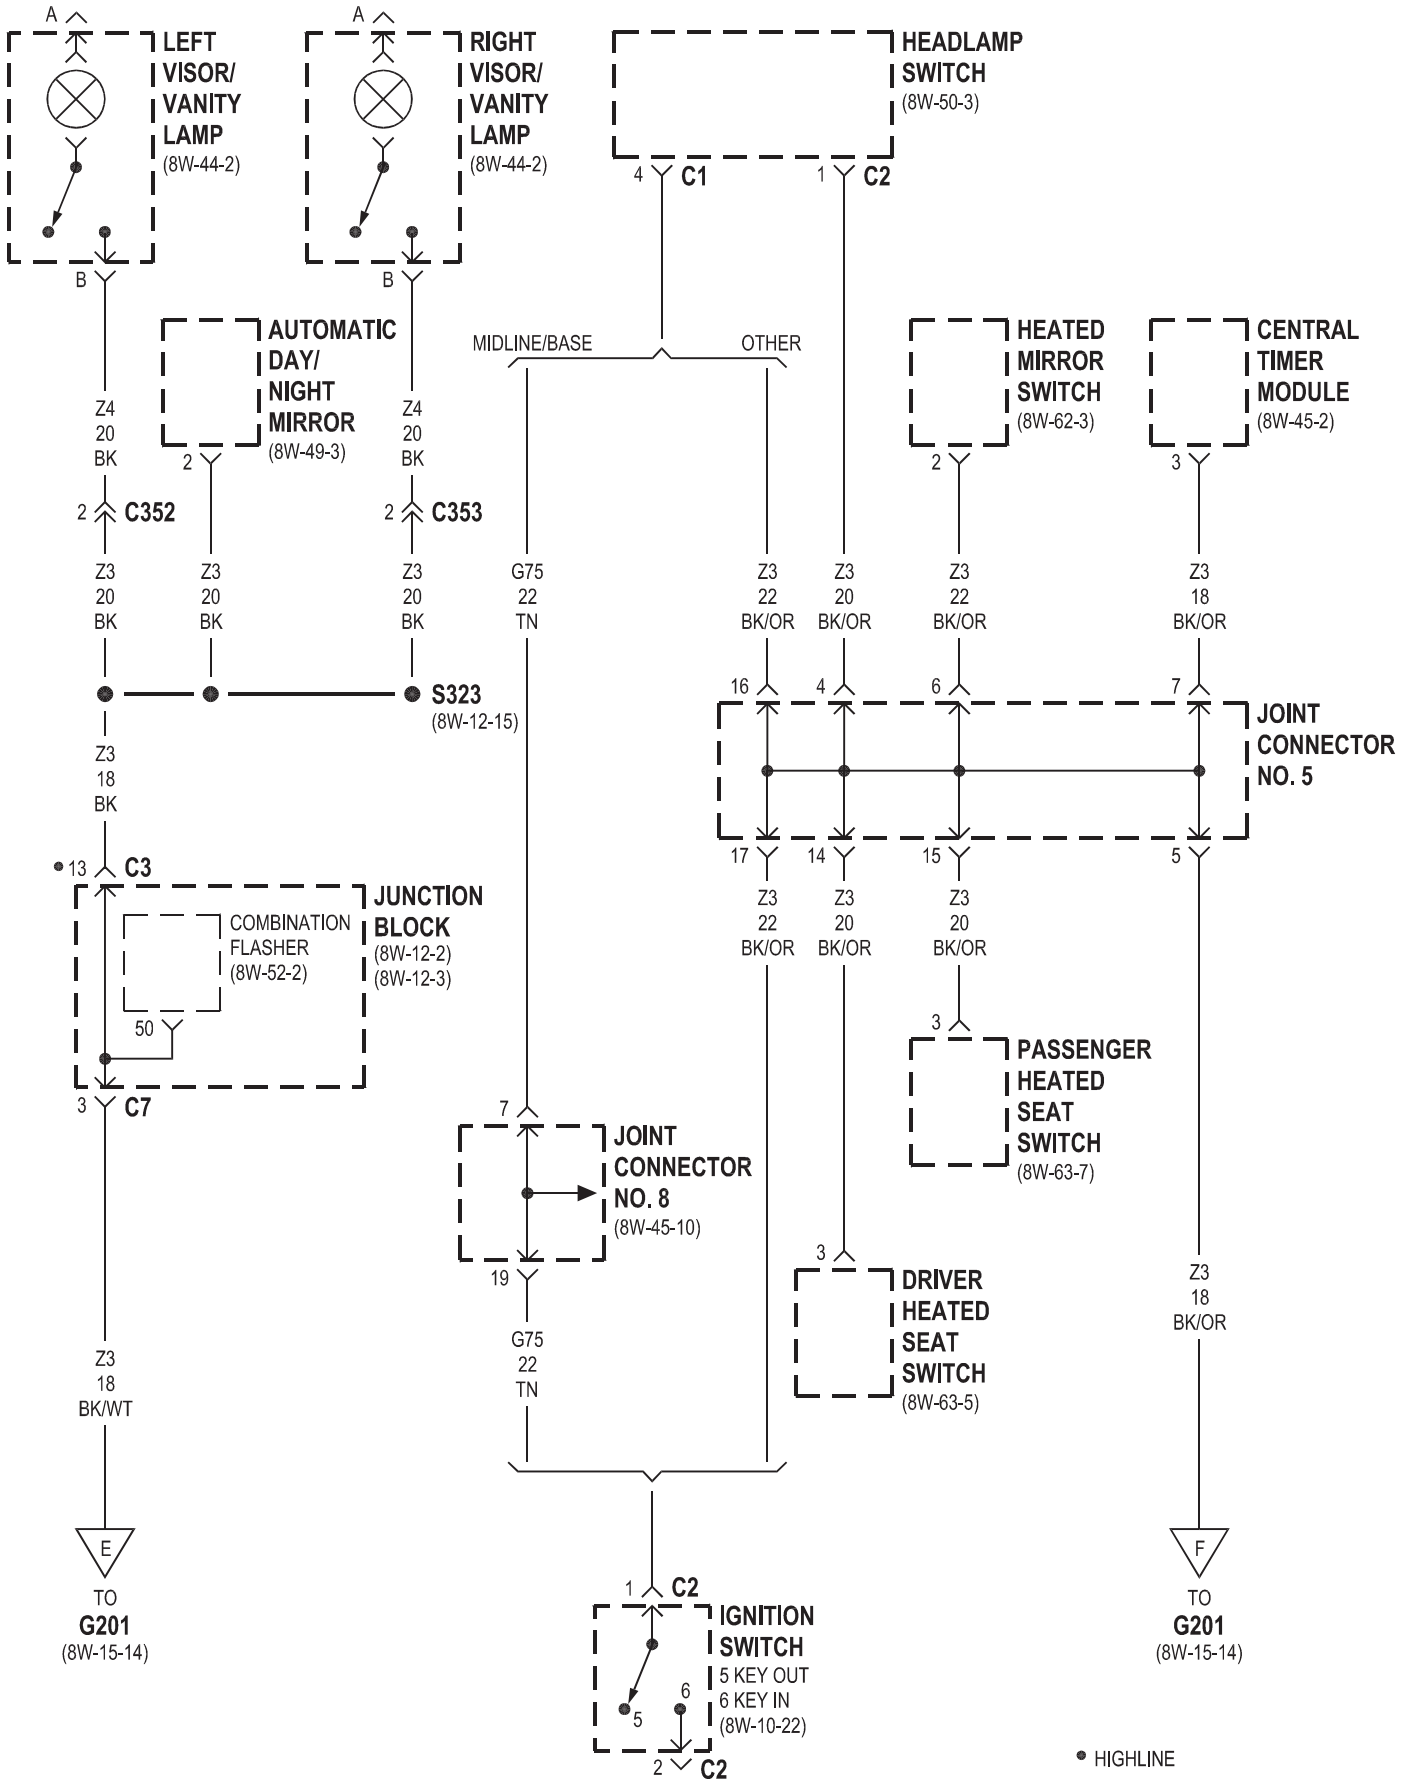 A
LEFT
VISOR/
VANITY
LAMP
(8W-44-2)
B
A
RIGHT
VISOR/
VANITY
LAMP
(8W-44-2)
B
HEADLAMP
SWITCH
(8W-50-3)
4 C1
1 C2
AUTOMATIC
DAY/
NIGHT
MIRROR
(8W-49-3)
2
MIDLINE/BASE
OTHER
HEATED
MIRROR
SWITCH
(8W-62-3)
2
CENTRAL
TIMER
MODULE
(8W-45-2)
3
Z4
20
BK
Z4
20
BK
2 C352
2 C353
Z3
20
BK
Z3
20
BK
Z3
20
BK
G75
22
TN
Z3
22
BK/OR
Z3
20
BK/OR
Z3
22
BK/OR
Z3
18
BK/OR
S323
(8W-12-15)
16
4
6
7
JOINT
CONNECTOR
NO. 5
17
14
15
5
Z3
18
BK
• 13 C3
JUNCTION
BLOCK
(8W-12-2)
(8W-12-3)
COMBINATION
FLASHER
(8W-52-2)
50
3 C7
Z3
22
BK/OR
Z3
20
BK/OR
Z3
20
BK/OR
3
PASSENGER
HEATED
SEAT
SWITCH
(8W-63-7)
7
JOINT
CONNECTOR
NO. 8
(8W-45-10)
19
3
DRIVER
HEATED
SEAT
SWITCH
(8W-63-5)
Z3
18
BK/OR
G75
22
TN
Z3
18
BK/WT
E
TO
G201
(8W-15-14)
F
TO
G201
(8W-15-14)
1 C2
IGNITION
SWITCH
5 KEY OUT
6 KEY IN
(8W-10-22)
6
5
2 C2
• HIGHLINE